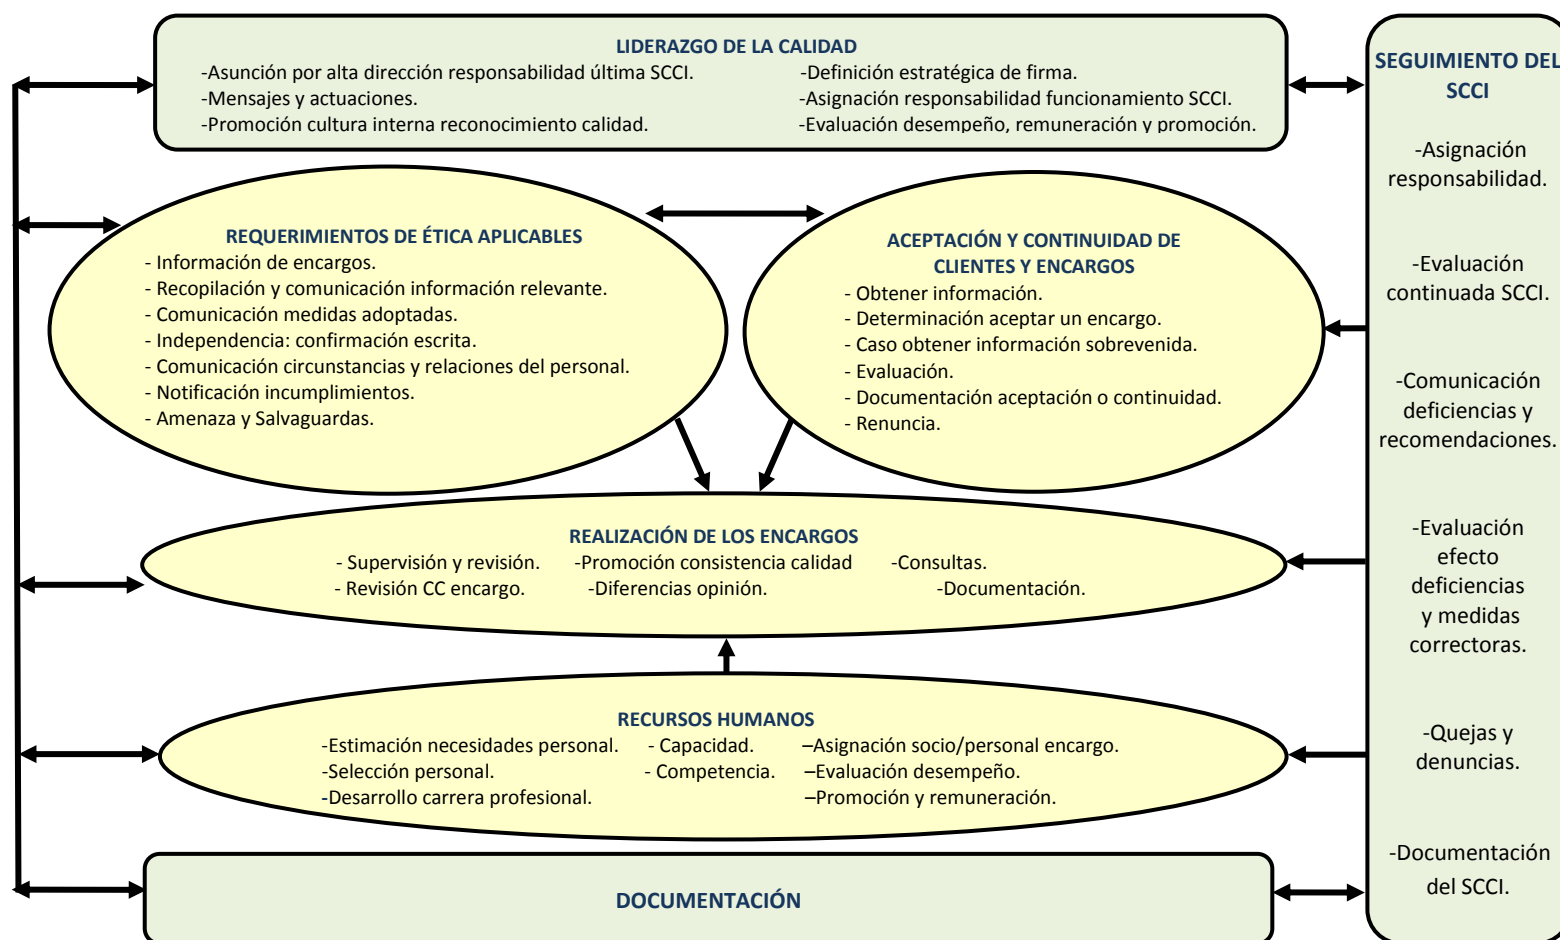 LIDERAZGO DE LA CALIDAD
-Asunción por alta dirección responsabilidad última SCCI. -Definición estratégica de firma.
-Mensajes y actuaciones. -Asignación responsabilidad funcionamiento SCCI.
-Promoción cultura interna reconocimiento calidad. -Evaluación desempeño, remuneración y promoción.
REQUERIMIENTOS DE ÉTICA APLICABLES
- Información de encargos.
- Recopilación y comunicación información relevante.
- Comunicación medidas adoptadas.
- Independencia: confirmación escrita.
- Comunicación circunstancias y relaciones del personal.
- Notificación incumplimientos.
- Amenaza y Salvaguardas.
ACEPTACIÓN Y CONTINUIDAD DE
CLIENTES Y ENCARGOS
- Obtener información.
- Determinación aceptar un encargo.
- Caso obtener información sobrevenida.
- Evaluación.
- Documentación aceptación o continuidad.
- Renuncia.
REALIZACIÓN DE LOS ENCARGOS
- Supervisión y revisión. -Promoción consistencia calidad -Consultas.
- Revisión CC encargo. -Diferencias opinión. -Documentación.
RECURSOS HUMANOS
-Estimación necesidades personal. - Capacidad. –Asignación socio/personal encargo.
-Selección personal. - Competencia. –Evaluación desempeño.
-Desarrollo carrera profesional. –Promoción y remuneración.
DOCUMENTACIÓN
SEGUIMIENTO DEL
SCCI
-Asignación
responsabilidad.
-Evaluación
continuada SCCI.
-Comunicación
deficiencias y
recomendaciones.
-Evaluación
efecto
deficiencias
y medidas
correctoras.
-Quejas y
denuncias.
-Documentación
del SCCI.